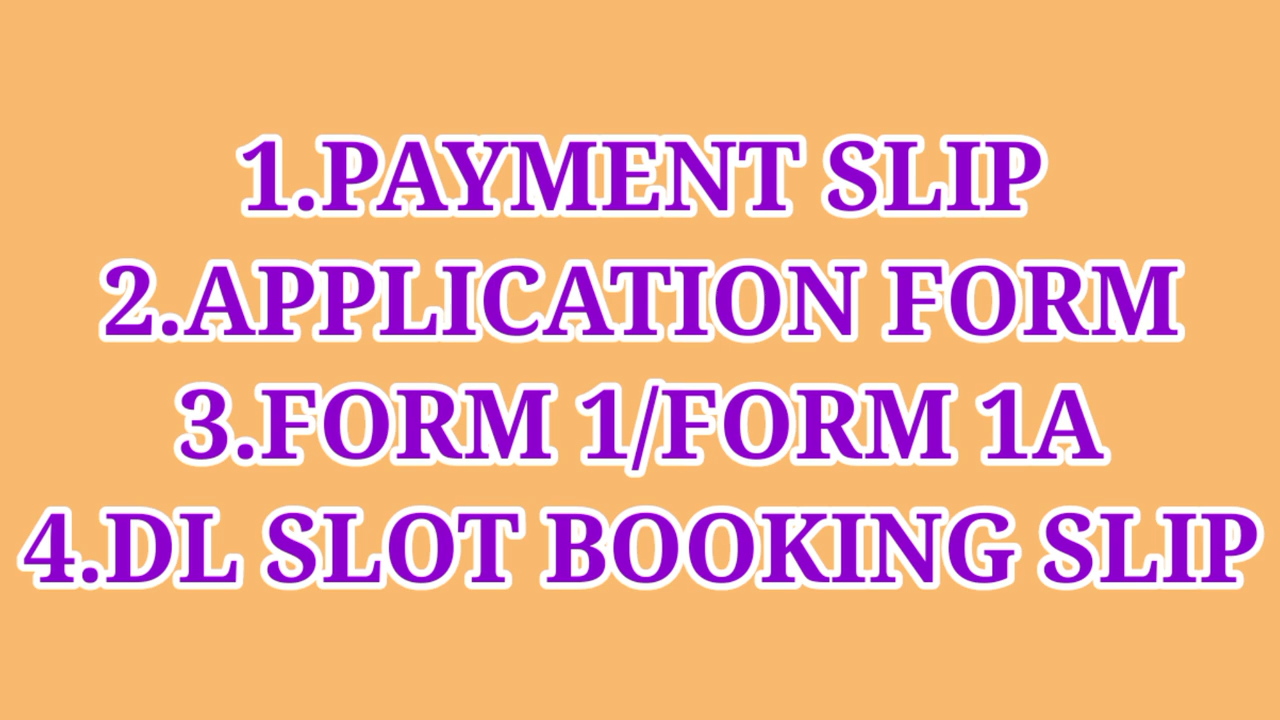 1.PAYMENT SLIP
2.APPLICATION FORM
3.FORM 1/FORM 1A
4.DL SLOT BOOKING SLIP